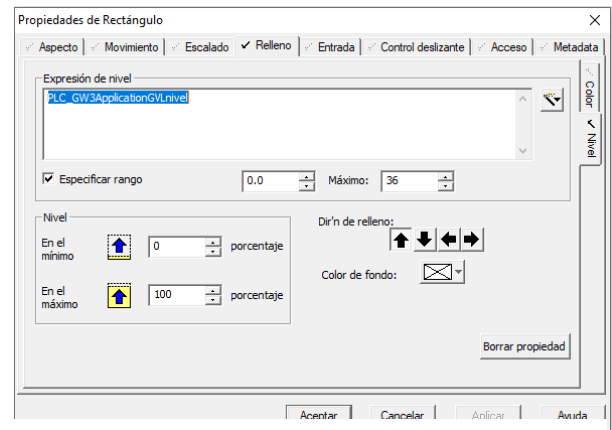 Propiedades de Rectángulo
Aspecto Movimiento Escalado Relleno Entrada Control deslizante Acceso Metadata
Expresión de nivel
PLC_GW3ApplicationGVLnivel
Color
Nivel
Especificar rango 0.0 Máximo: 36
Nivel
Dir'n de relleno:
En el
mínimo
0 porcentaje
Color de fondo:
En el
máximo
100 porcentaje
Borrar propiedad
Aceptar Cancelar Aplicar Ayuda